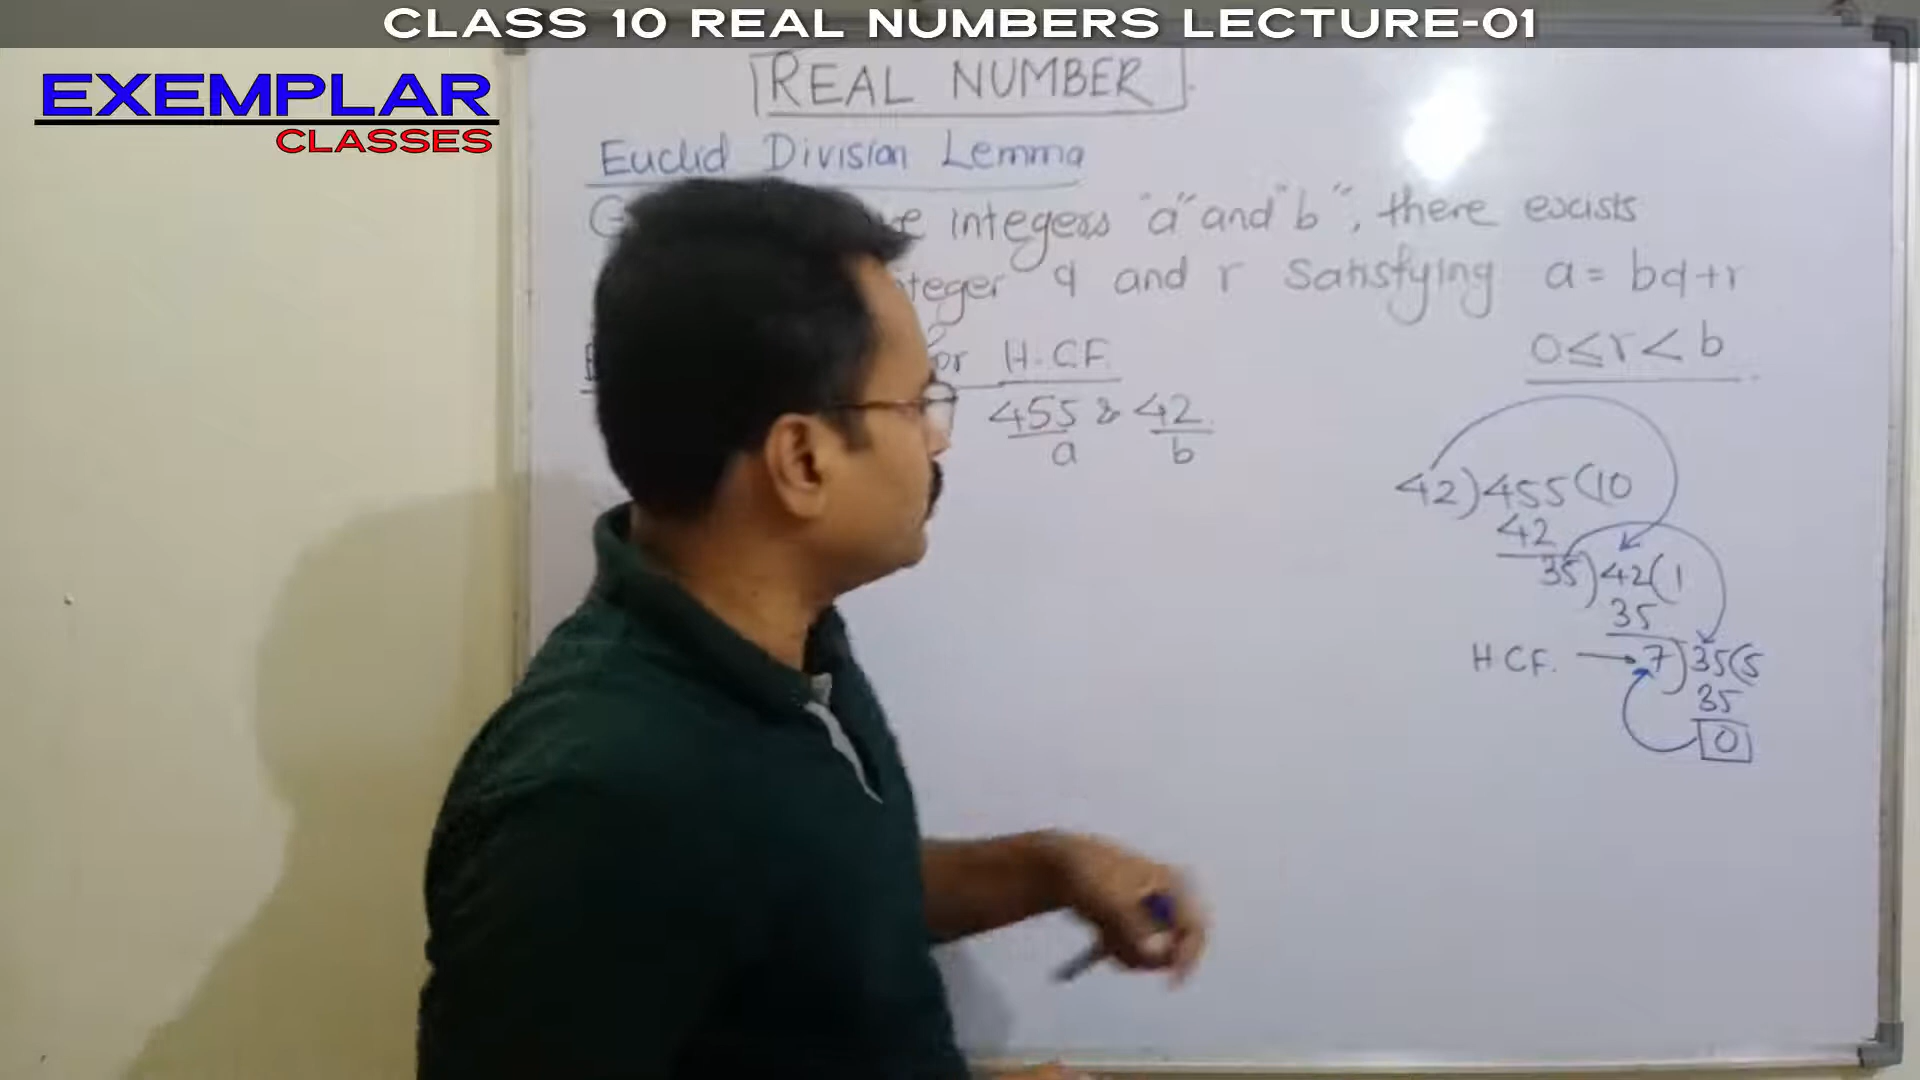 CLASS 10 REAL NUMBERS LECTURE-01
EXEMPLAR
CLASSES
REAL NUMBER
Euclid Division Lemma
integers "a" and "b", there exists
q and r satisfying a = bq+r
0≤r<b
or H.C.F.
455 & 42
a b
42)455(10
42
35)42(1
35
H.C.F. → 7)35(5
35
0